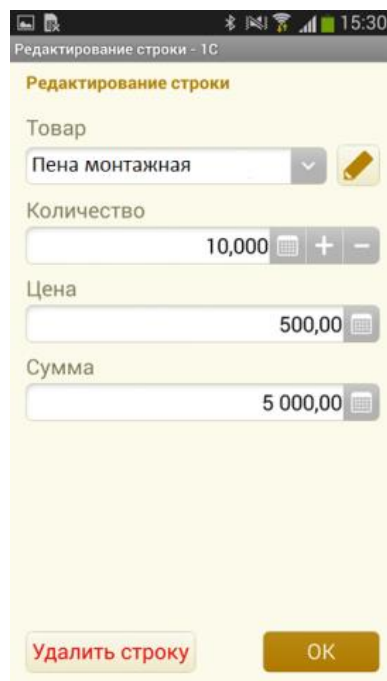 15:30
Редактирование строки - 1С
Редактирование строки
Товар
Пена монтажная
Количество
10,000 + −
Цена
500,00
Сумма
5 000,00
Удалить строку OK